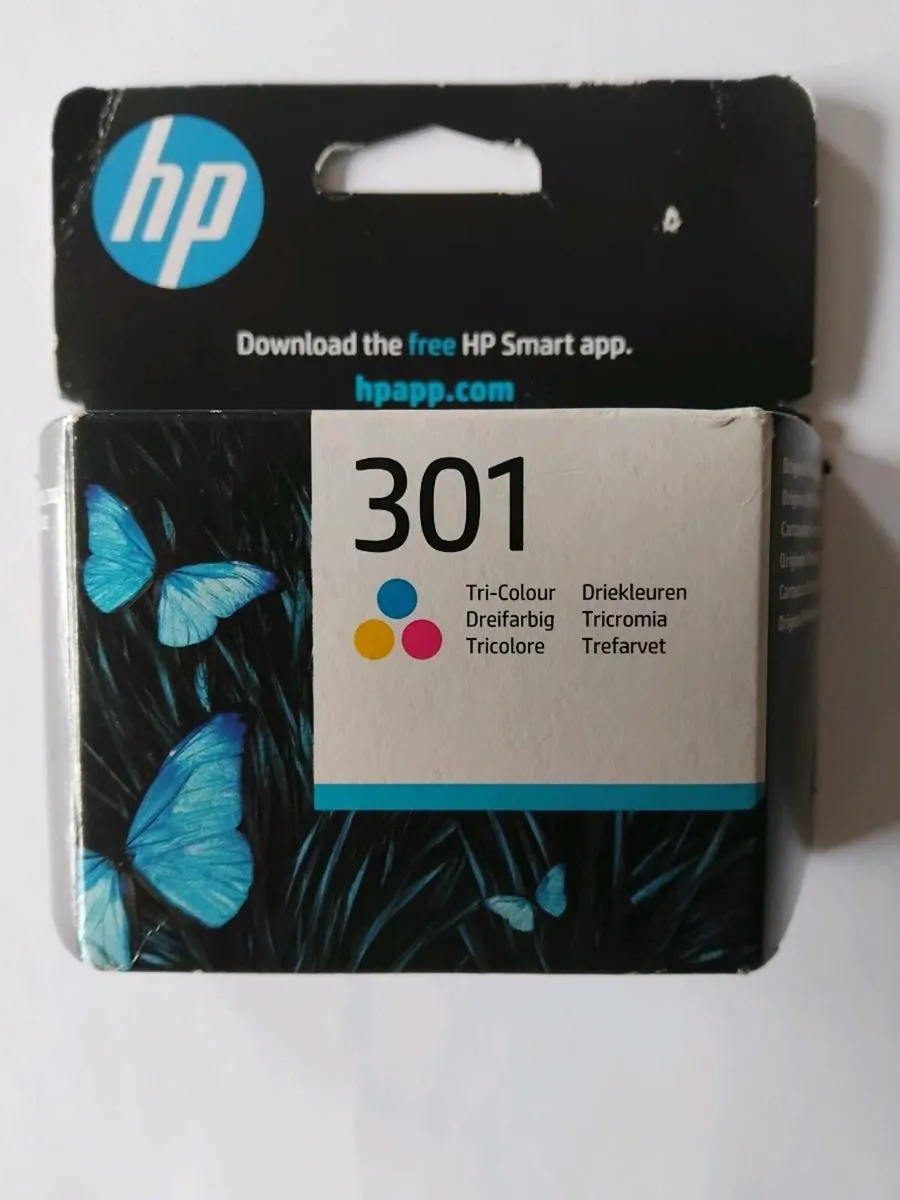 hp
Download the free HP Smart app.
hpapp.com
301
Tri-Colour Driekleuren
Dreifarbig Tricromia
Tricolore Trefarvet